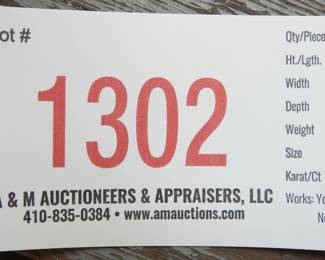 ot #
1302
A & M AUCTIONEERS & APPRAISERS, LLC
410-835-0384 • www.amauctions.com
Qty/Piece
Ht./Lgth.
Width
Depth
Weight
Size
Karat/Ct
Works: Ye
N